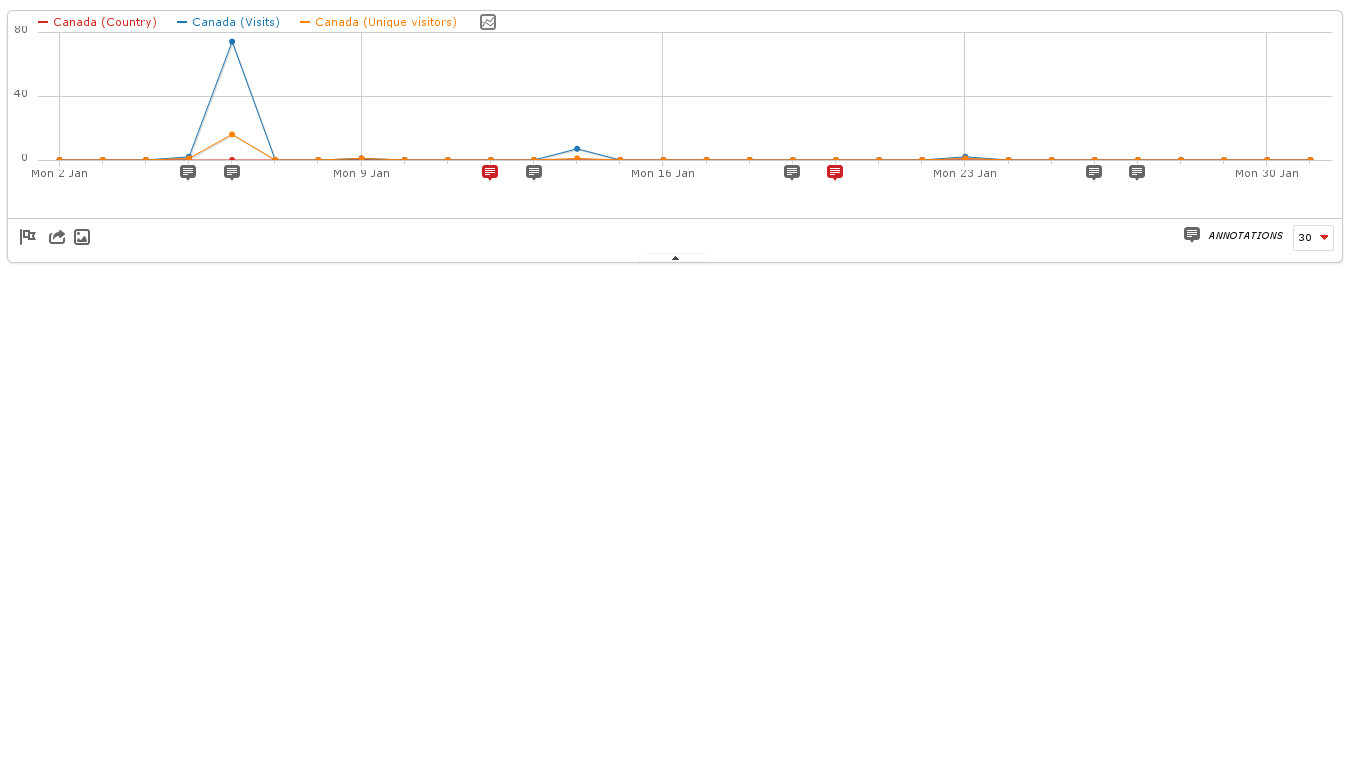 Canada (Country) Canada (Visits) Canada (Unique visitors)
80
40
0
Mon 2 Jan Mon 9 Jan Mon 16 Jan Mon 23 Jan Mon 30 Jan
ANNOTATIONS 30